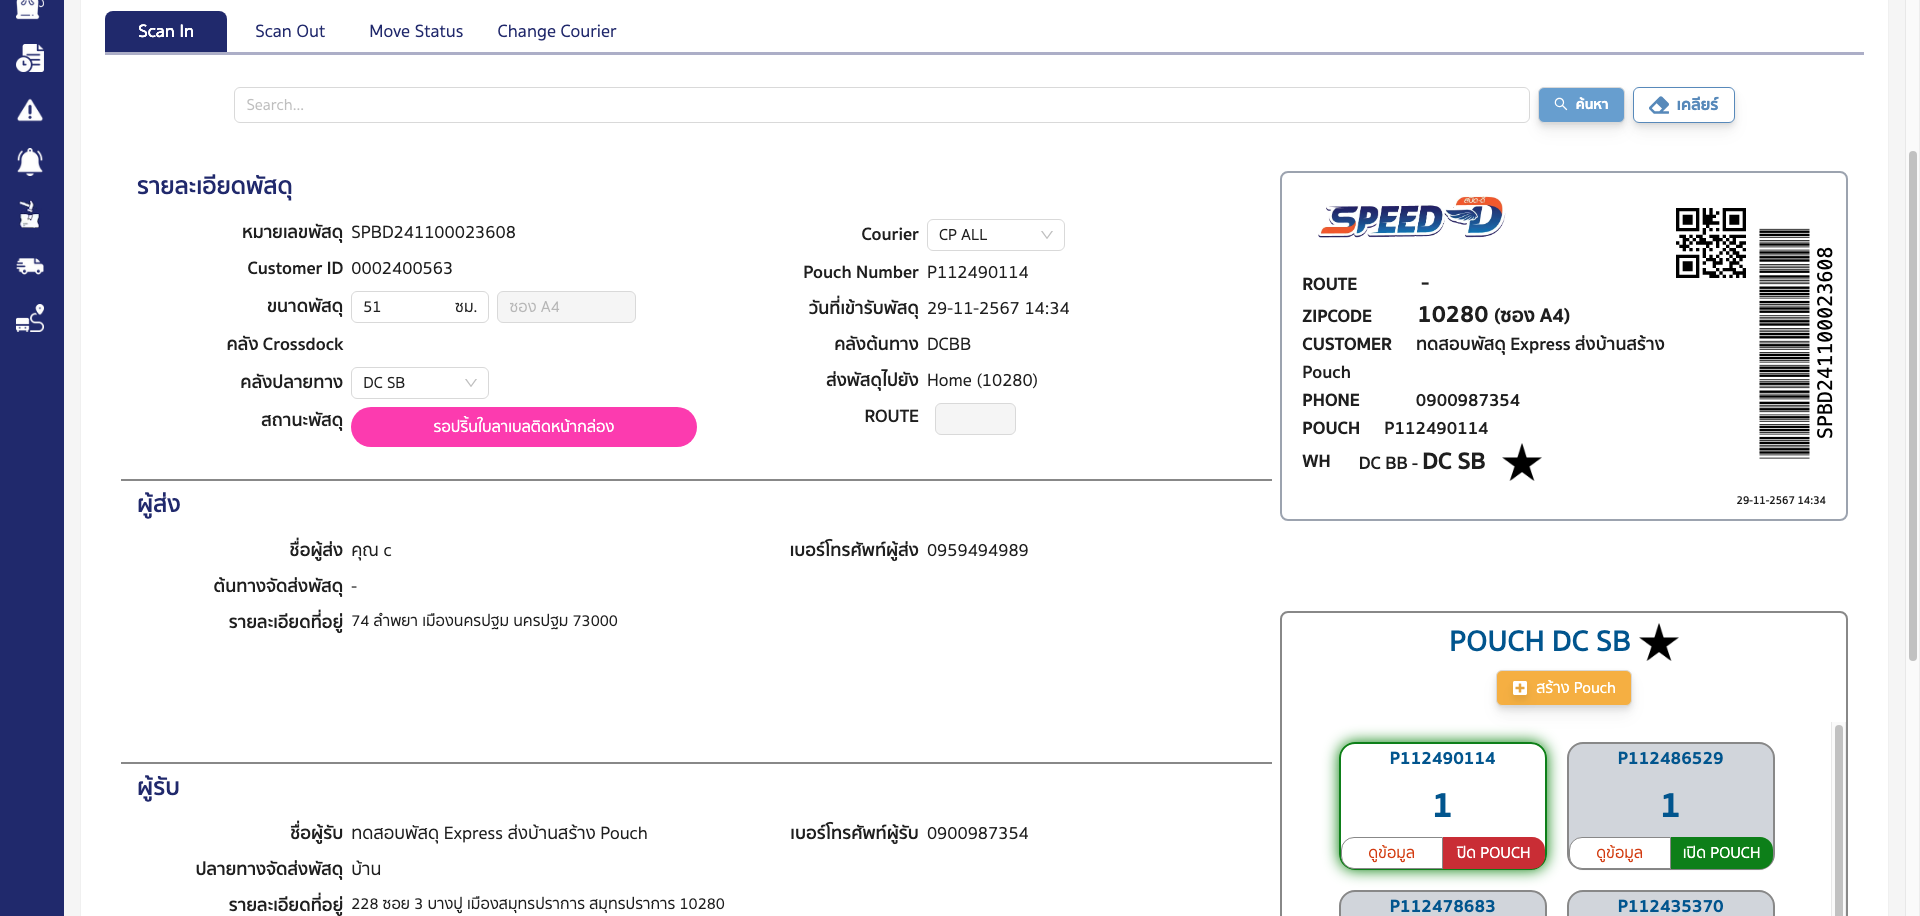 Scan In
Scan Out
Move Status
Change Courier
Search...
ค้นหา
เคลียร์
รายละเอียดพัสดุ
หมายเลขพัสดุ SPBD241100023608
Customer ID 0002400563
ขนาดพัสดุ 51 ซม. ซอง A4
คลัง Crossdock
คลังปลายทาง DC SB
สถานะพัสดุ รอปริ้นใบลาเบลติดหน้ากล่อง
Courier CP ALL
Pouch Number P112490114
วันที่เข้ารับพัสดุ 29-11-2567 14:34
คลังต้นทาง DCBB
ส่งพัสดุไปยัง Home (10280)
ROUTE
ผู้ส่ง
ชื่อผู้ส่ง คุณ c
เบอร์โทรศัพท์ผู้ส่ง 0959494989
ต้นทางจัดส่งพัสดุ -
รายละเอียดที่อยู่ 74 ลำพยา เมืองนครปฐม นครปฐม 73000
ผู้รับ
ชื่อผู้รับ ทดสอบพัสดุ Express ส่งบ้านสร้าง Pouch
เบอร์โทรศัพท์ผู้รับ 0900987354
ปลายทางจัดส่งพัสดุ บ้าน
รายละเอียดที่อยู่ 228 ซอย 3 บางปู เมืองสมุทรปราการ สมุทรปราการ 10280
SPEED-D
ROUTE -
ZIPCODE 10280 (ซอง A4)
CUSTOMER ทดสอบพัสดุ Express ส่งบ้านสร้าง
Pouch
PHONE 0900987354
POUCH P112490114
WH DC BB - DC SB
SPBD241100023608
29-11-2567 14:34
POUCH DC SB
สร้าง Pouch
P112490114
1
ดูข้อมูล
ปิด POUCH
P112486529
1
ดูข้อมูล
เปิด POUCH
P112478683
P112435370